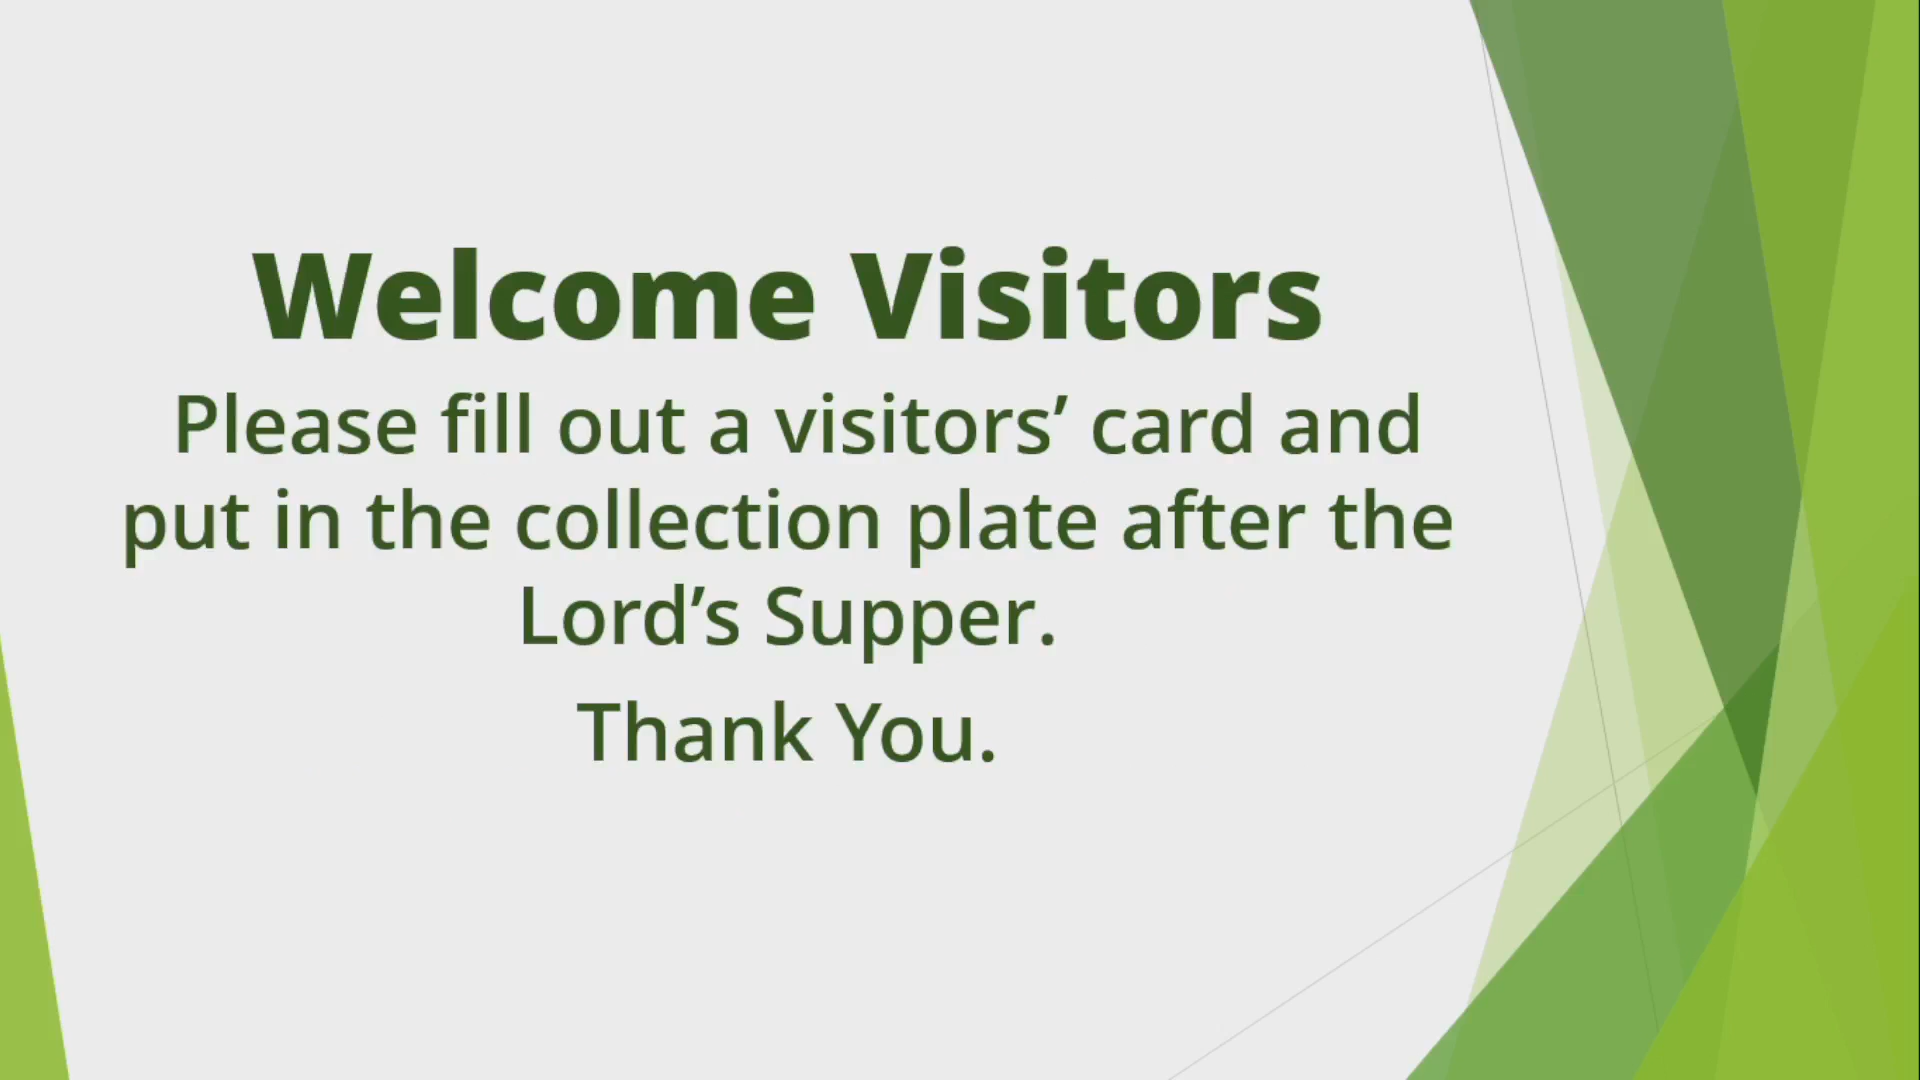 Welcome Visitors
Please fill out a visitors’ card and
put in the collection plate after the
Lord’s Supper.
Thank You.